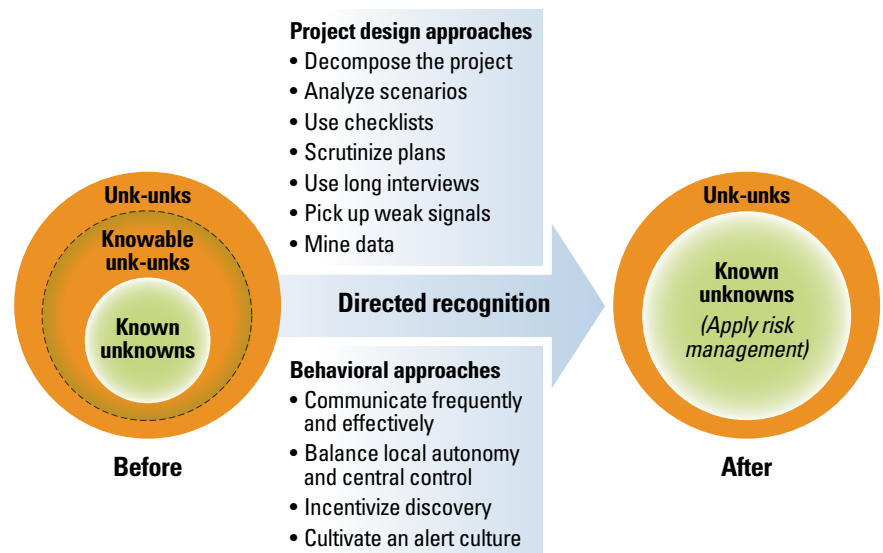 Project design approaches
• Decompose the project
• Analyze scenarios
• Use checklists
• Scrutinize plans
• Use long interviews
• Pick up weak signals
• Mine data
Unk-unks
Knowable
unk-unks
Known
unknowns
Before
Directed recognition
Behavioral approaches
• Communicate frequently
and effectively
• Balance local autonomy
and central control
• Incentivize discovery
• Cultivate an alert culture
Unk-unks
Known
unknowns
(Apply risk
management)
After